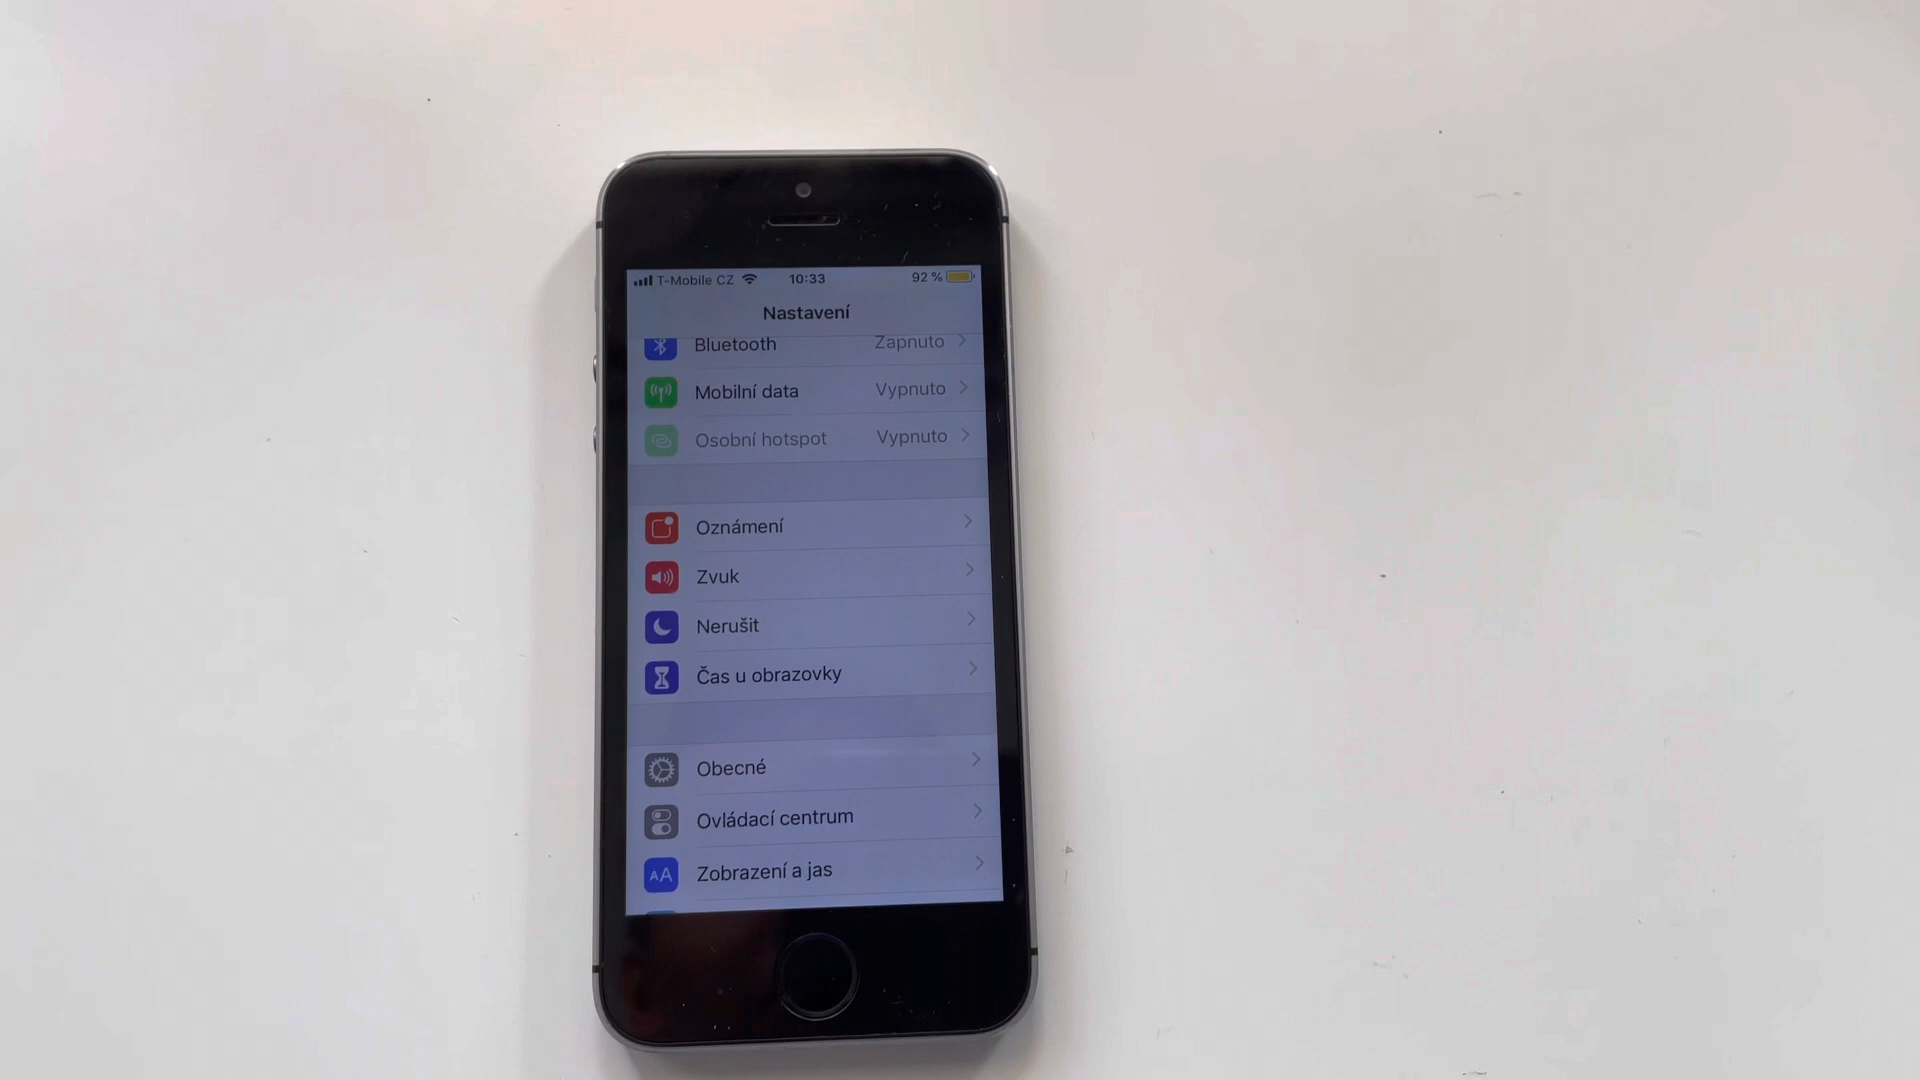 T-Mobile CZ 10:33 92 %
Nastavení
Bluetooth Zapnuto
Mobilní data Vypnuto
Osobní hotspot Vypnuto
Oznámení
Zvuk
Nerušit
Čas u obrazovky
Obecné
Ovládací centrum
AA Zobrazení a jas